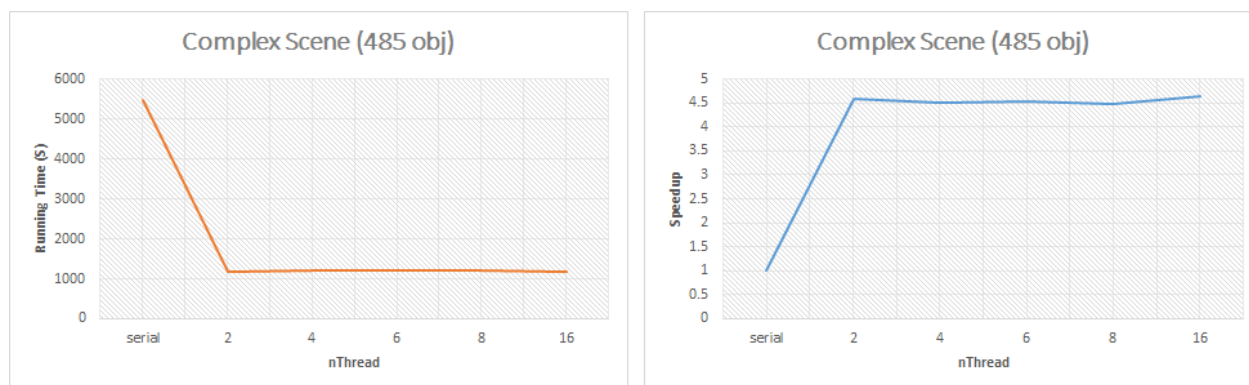 Complex Scene (485 obj)
6000
5000
4000
3000
2000
1000
0
Running Time (S)
serial 2 4 6 8 16
nThread
Complex Scene (485 obj)
5
4.5
4
3.5
3
2.5
2
1.5
1
0.5
0
Speedup
serial 2 4 6 8 16
nThread